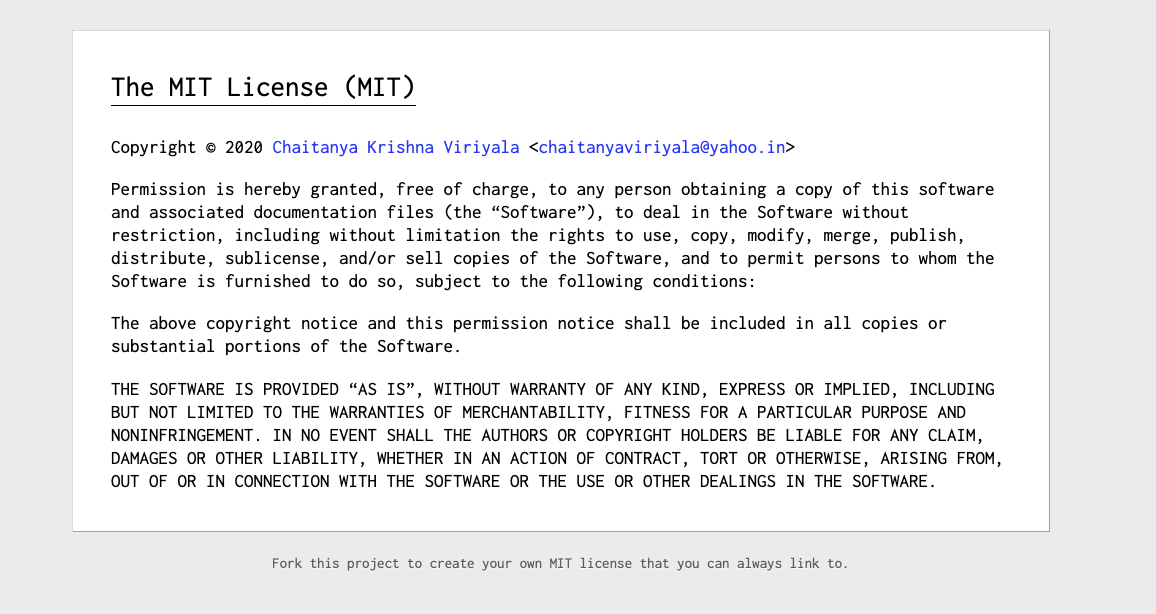 The MIT License (MIT)
Copyright © 2020 Chaitanya Krishna Viriyala <chaitanyaviriyala@yahoo.in>
Permission is hereby granted, free of charge, to any person obtaining a copy of this software
and associated documentation files (the “Software”), to deal in the Software without
restriction, including without limitation the rights to use, copy, modify, merge, publish,
distribute, sublicense, and/or sell copies of the Software, and to permit persons to whom the
Software is furnished to do so, subject to the following conditions:
The above copyright notice and this permission notice shall be included in all copies or
substantial portions of the Software.
THE SOFTWARE IS PROVIDED “AS IS”, WITHOUT WARRANTY OF ANY KIND, EXPRESS OR IMPLIED, INCLUDING
BUT NOT LIMITED TO THE WARRANTIES OF MERCHANTABILITY, FITNESS FOR A PARTICULAR PURPOSE AND
NONINFRINGEMENT. IN NO EVENT SHALL THE AUTHORS OR COPYRIGHT HOLDERS BE LIABLE FOR ANY CLAIM,
DAMAGES OR OTHER LIABILITY, WHETHER IN AN ACTION OF CONTRACT, TORT OR OTHERWISE, ARISING FROM,
OUT OF OR IN CONNECTION WITH THE SOFTWARE OR THE USE OR OTHER DEALINGS IN THE SOFTWARE.
Fork this project to create your own MIT license that you can always link to.